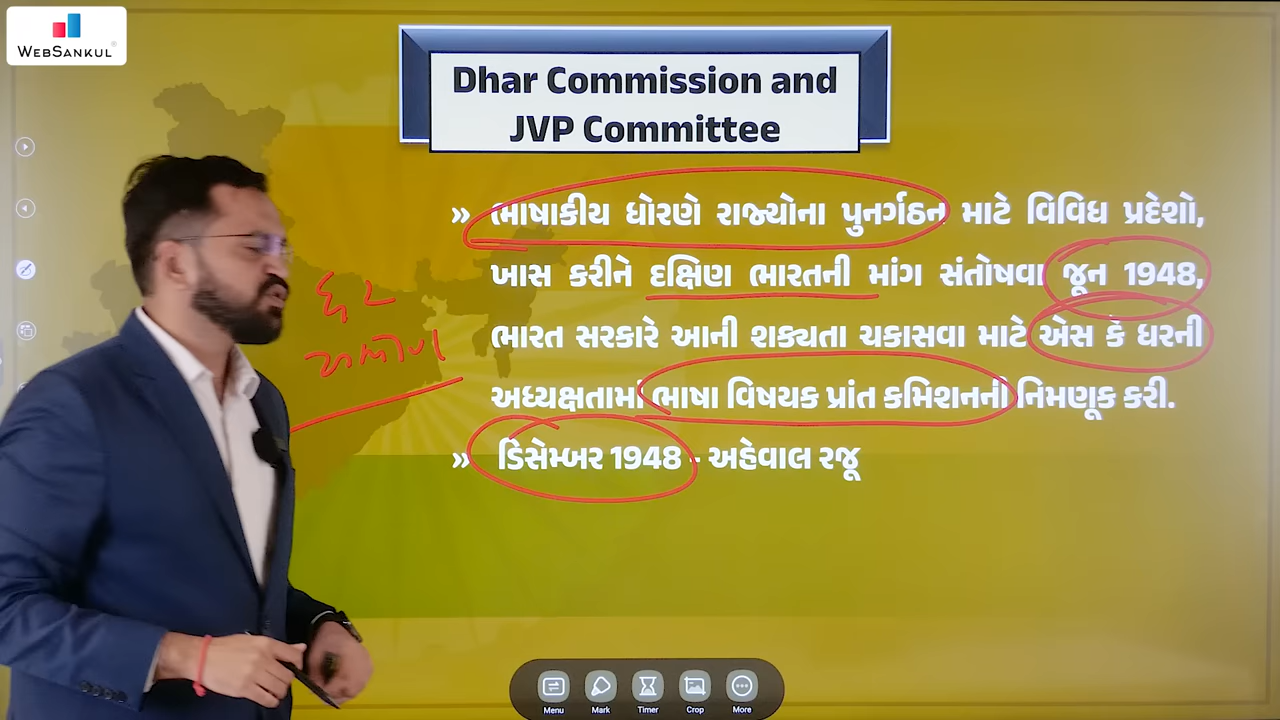 WEBSANKUL
Dhar Commission and
JVP Committee
» ભાષાકીય ધોરણે રાજ્યોના પુનર્ગઠન માટે વિવિધ પ્રદેશો,
ખાસ કરીને દક્ષિણ ભારતની માંગ સંતોષવા જૂન 1948,
ભારત સરકારે આની શક્યતા ચકાસવા માટે એસ કે ધરની
અધ્યક્ષતામાં ભાષા વિષયક પ્રાંત કમિશનની નિમણૂક કરી.
» ડિસેમ્બર 1948 - અહેવાલ રજૂ
Menu Mark Timer Crop More